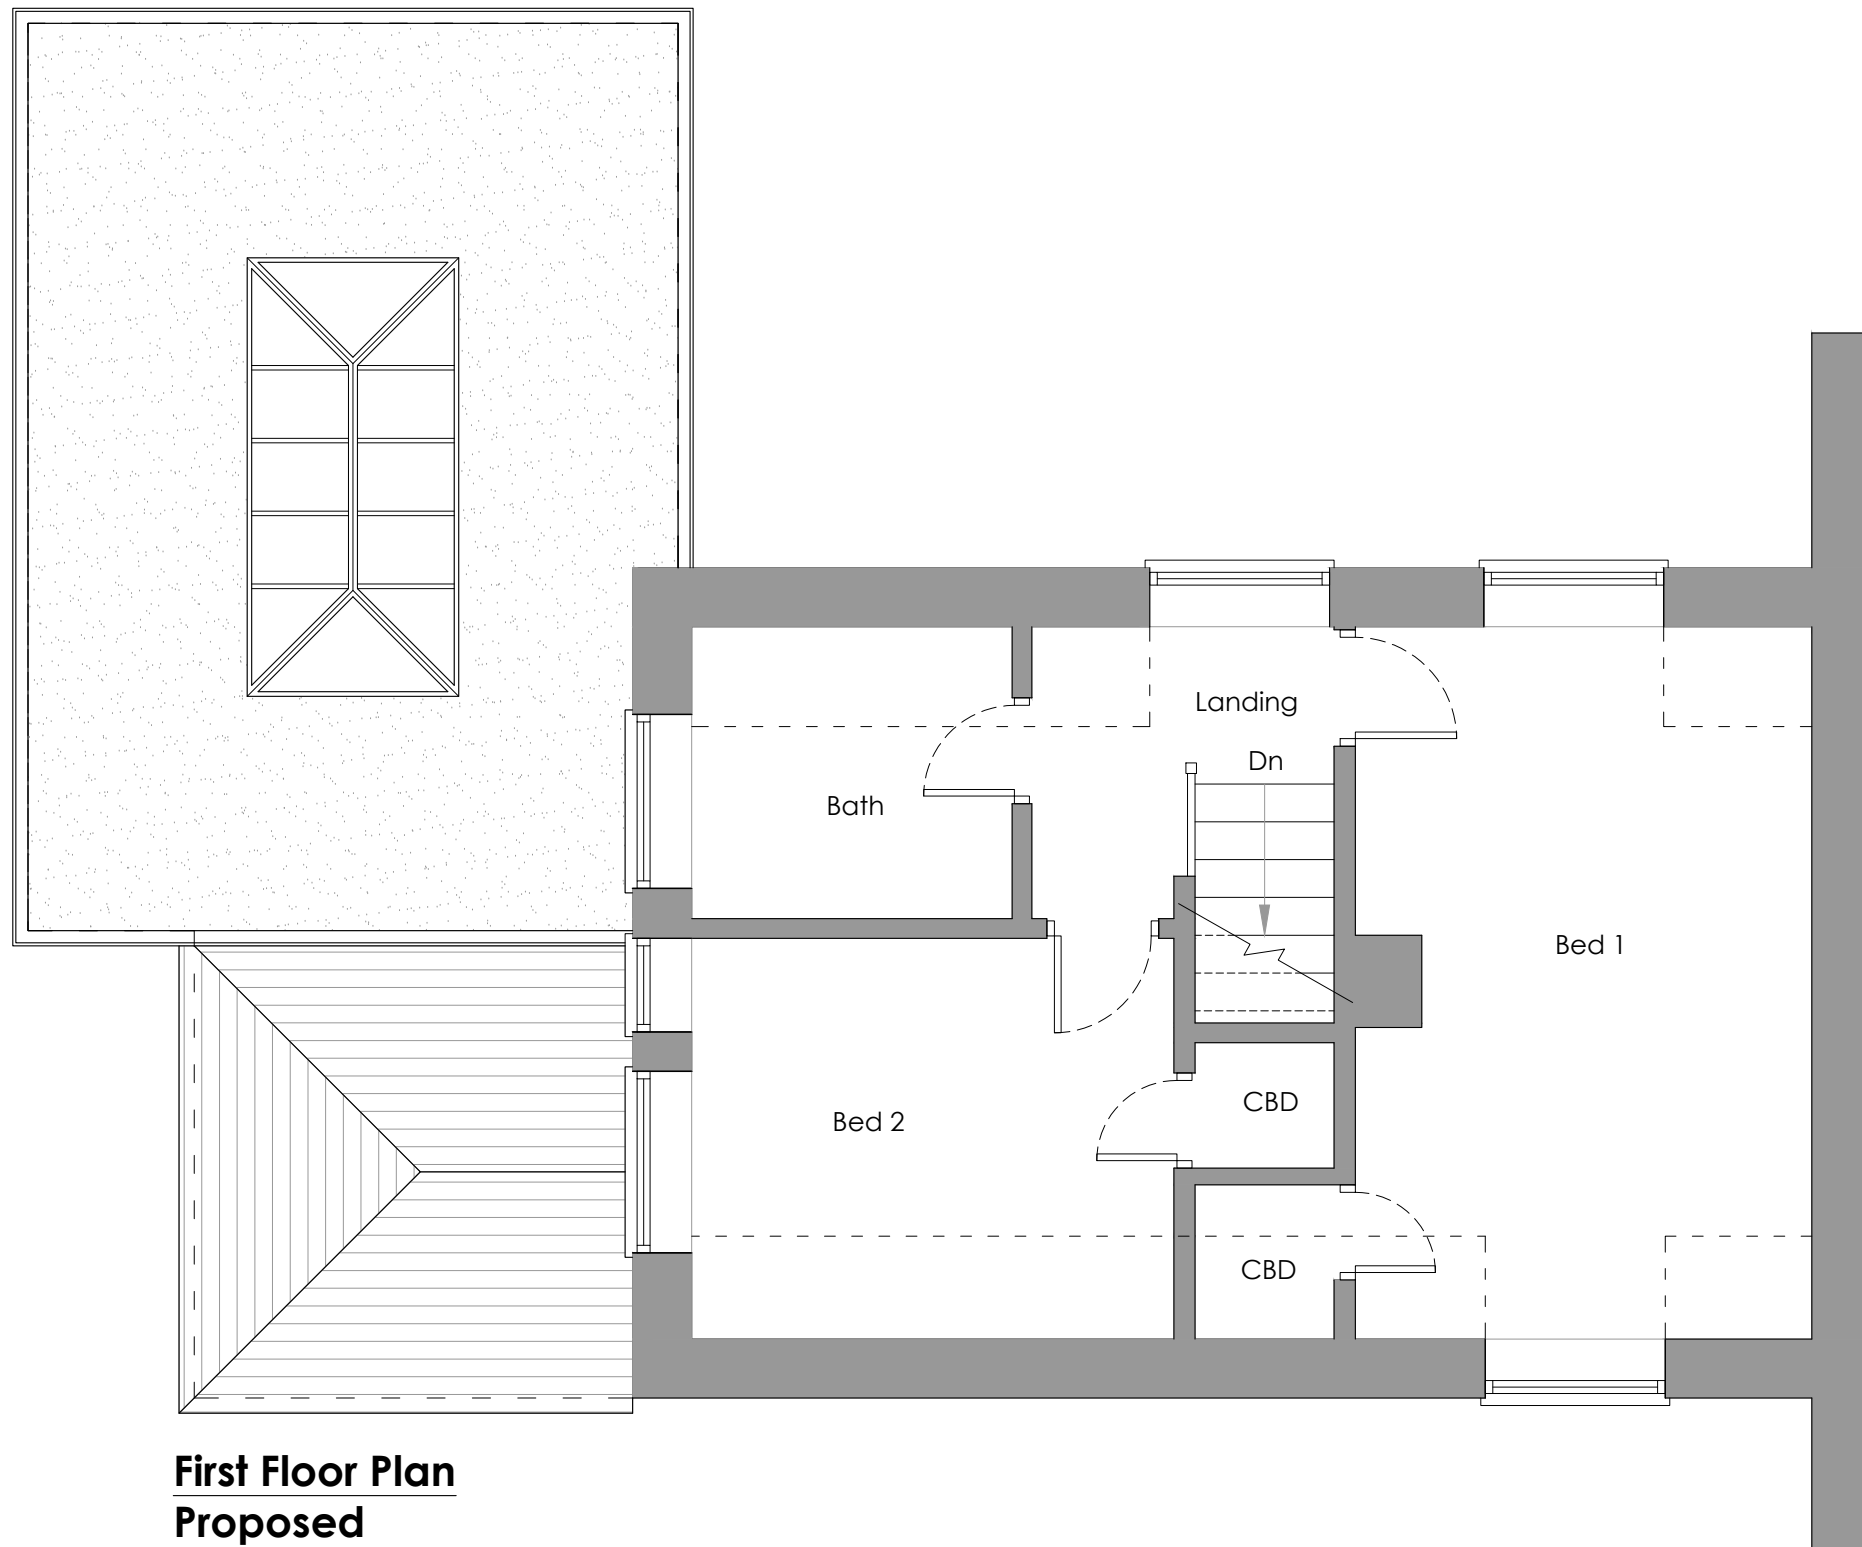 Landing
Dn
Bath
Bed 1
CBD
Bed 2
CBD
First Floor Plan
Proposed